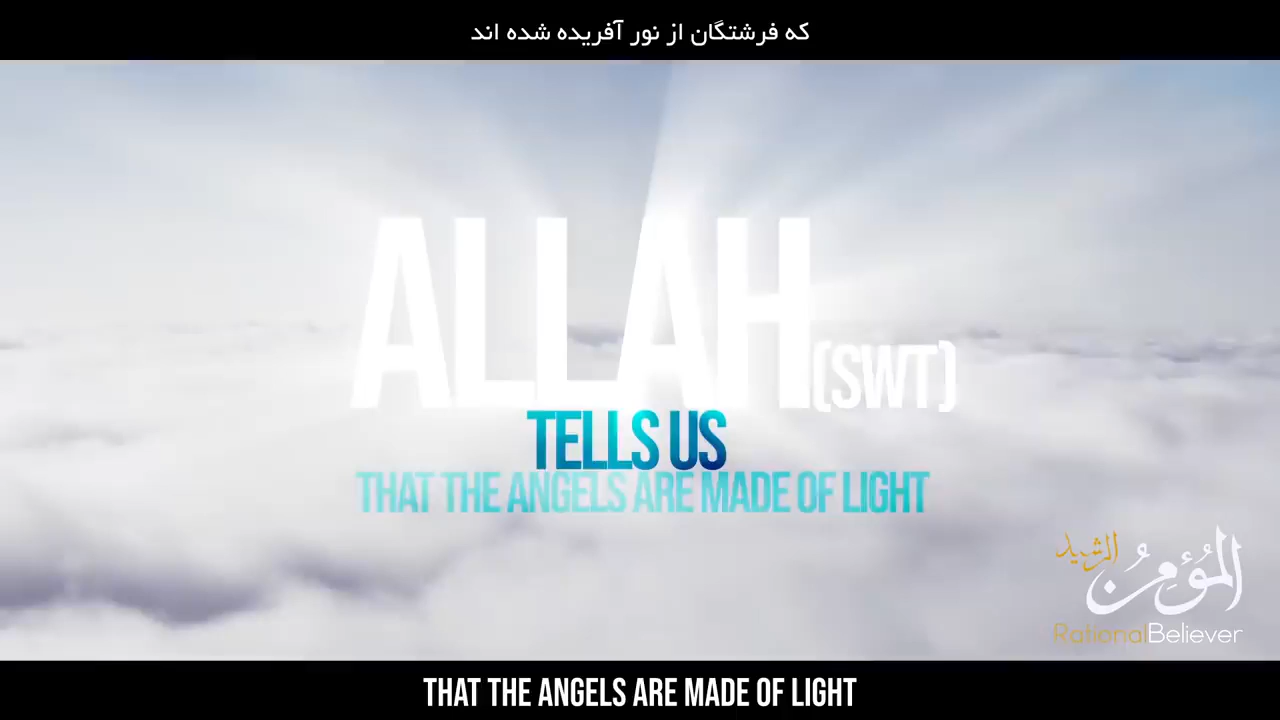 که فرشتگان از نور آفریده شده اند
ALLAH (SWT)
TELLS US
THAT THE ANGELS ARE MADE OF LIGHT
المؤمن الرشيد
RationalBeliever
THAT THE ANGELS ARE MADE OF LIGHT